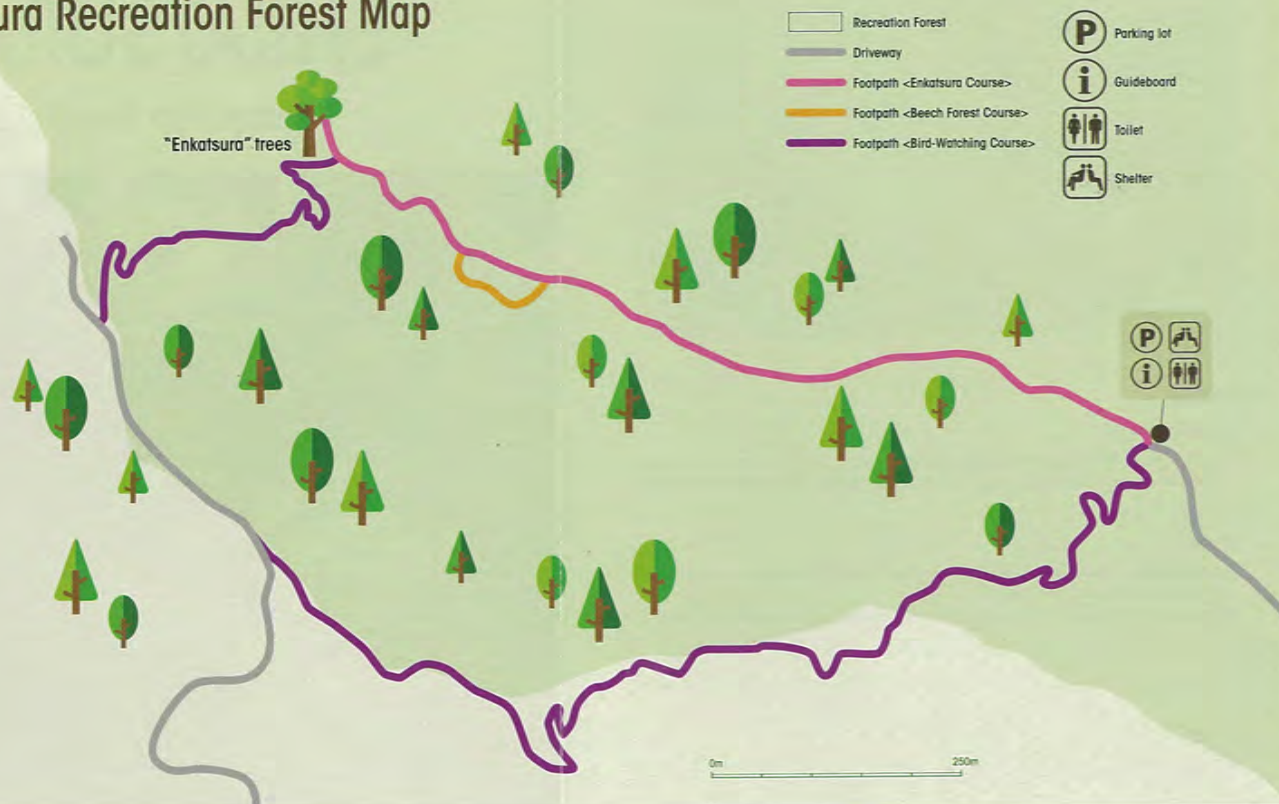 ura Recreation Forest Map
Recreation Forest
Driveway
Footpath <Enkatsura Course>
Footpath <Beech Forest Course>
Footpath <Bird-Watching Course>
P Parking lot
i Guideboard
Toilet
Shelter
"Enkatsura" trees
P
i
0m 250m